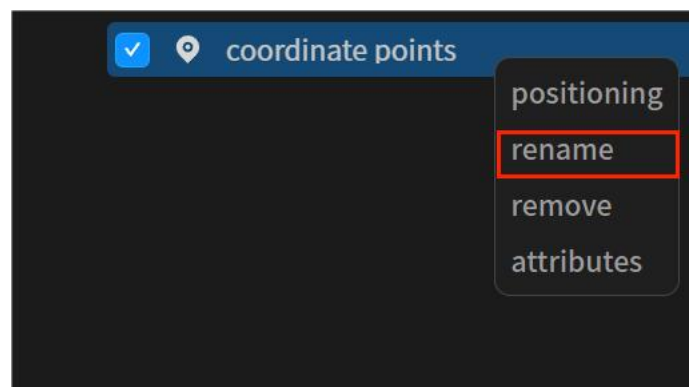 coordinate points
positioning
rename
remove
attributes